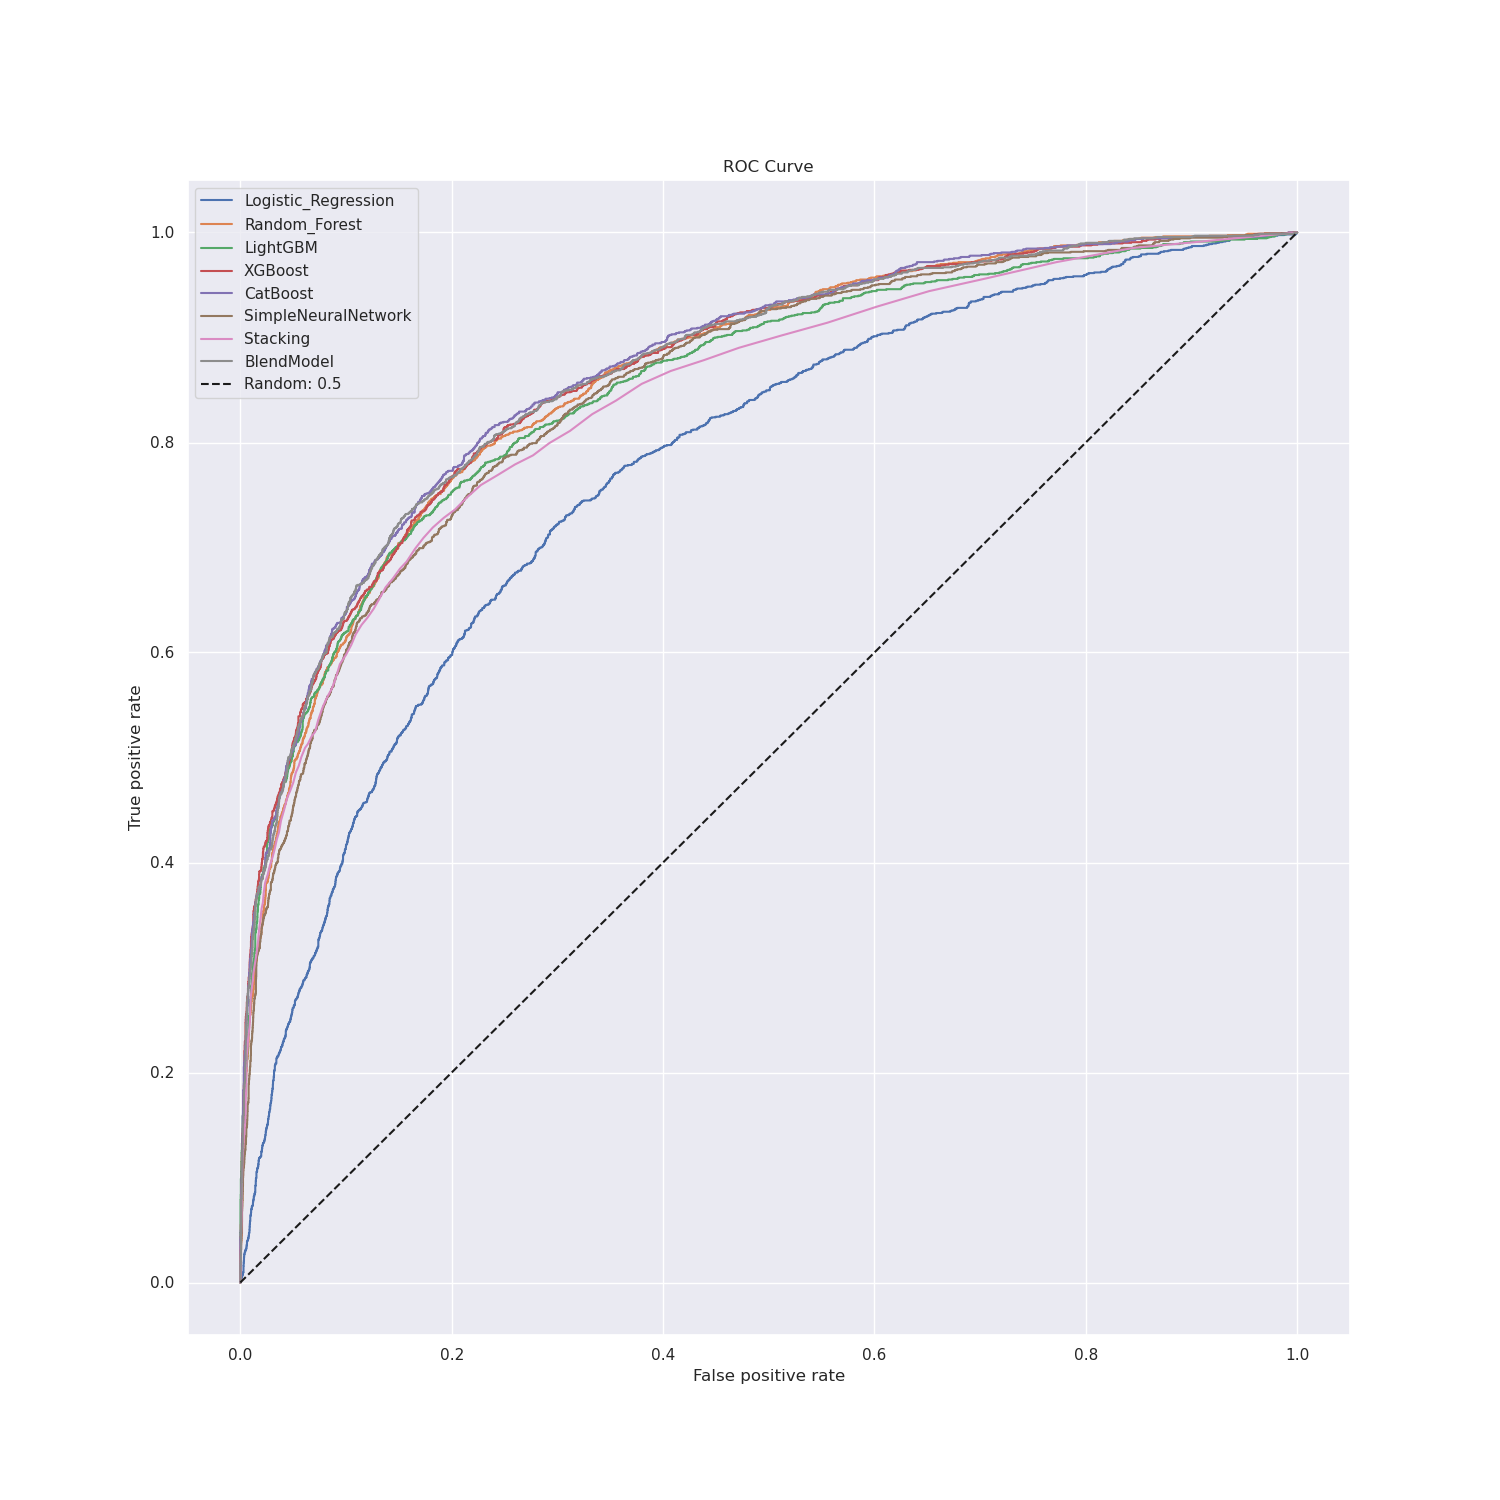 ROC Curve
Logistic_Regression
Random_Forest
LightGBM
XGBoost
CatBoost
SimpleNeuralNetwork
Stacking
BlendModel
Random: 0.5
1.0
0.8
0.6
0.4
0.2
0.0
True positive rate
0.0 0.2 0.4 0.6 0.8 1.0
False positive rate